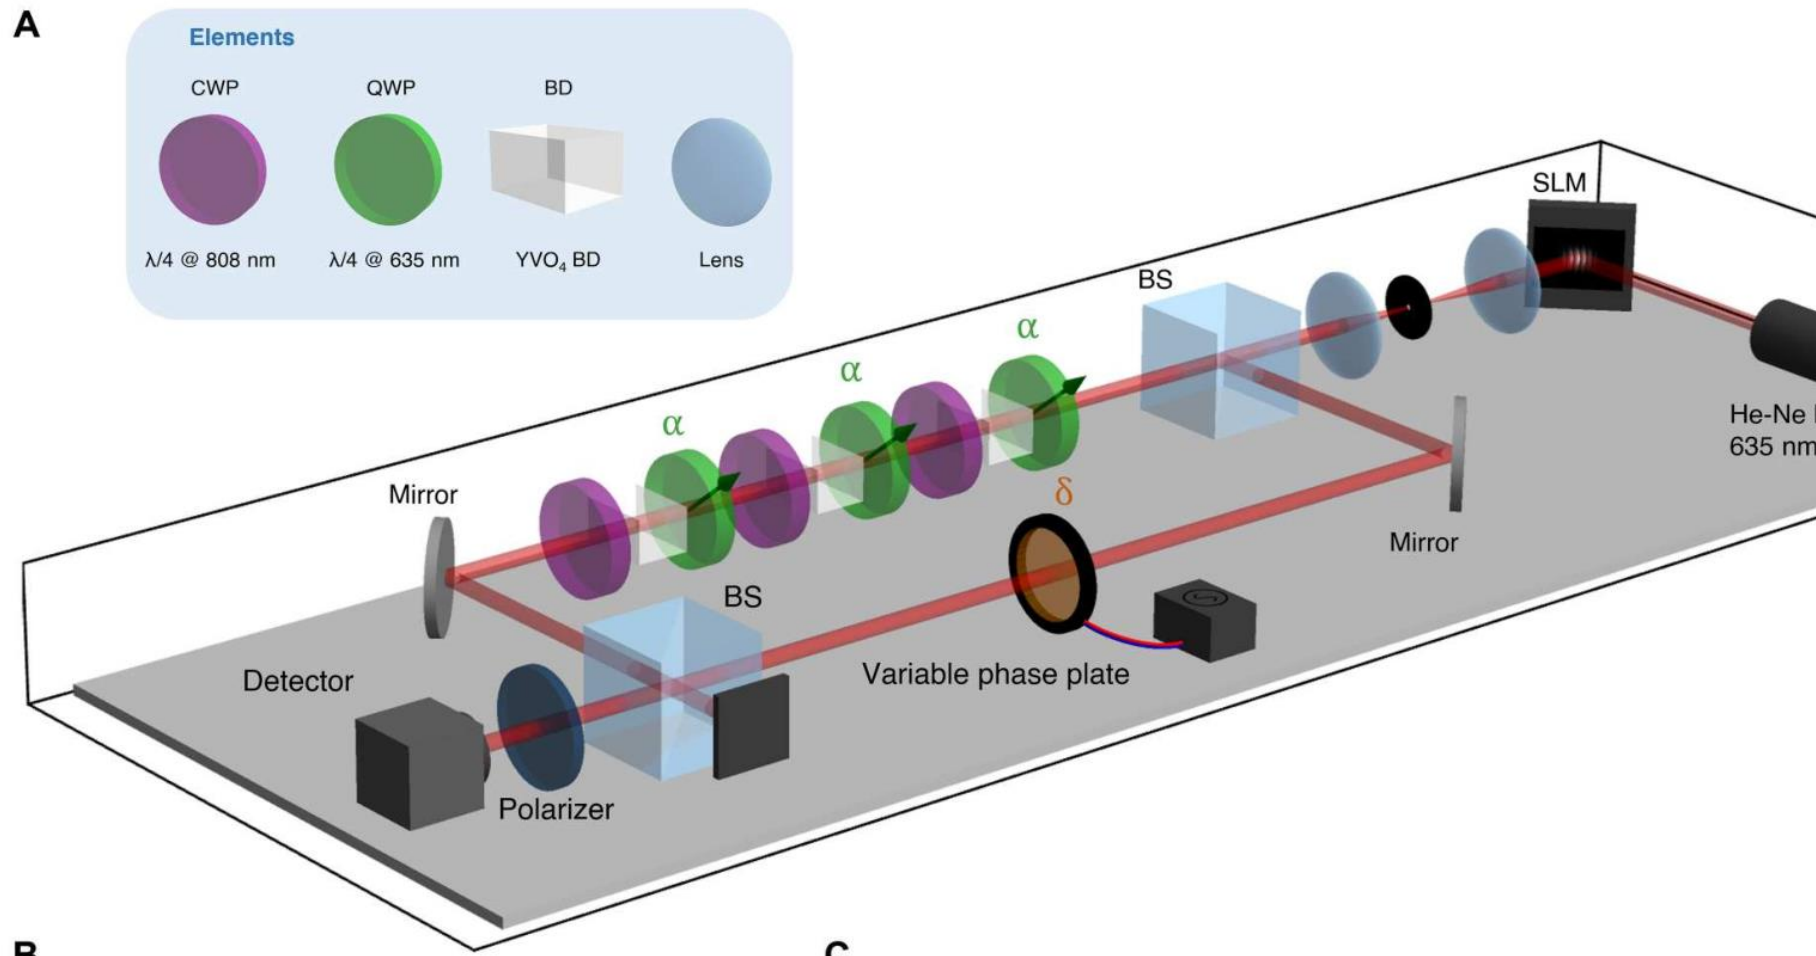 A
Elements
CWP
QWP
BD
λ/4 @ 808 nm
λ/4 @ 635 nm
YVO₄ BD
Lens
SLM
BS
α
α
α
He-Ne
635 nm
Mirror
δ
Mirror
BS
Variable phase plate
Detector
Polarizer